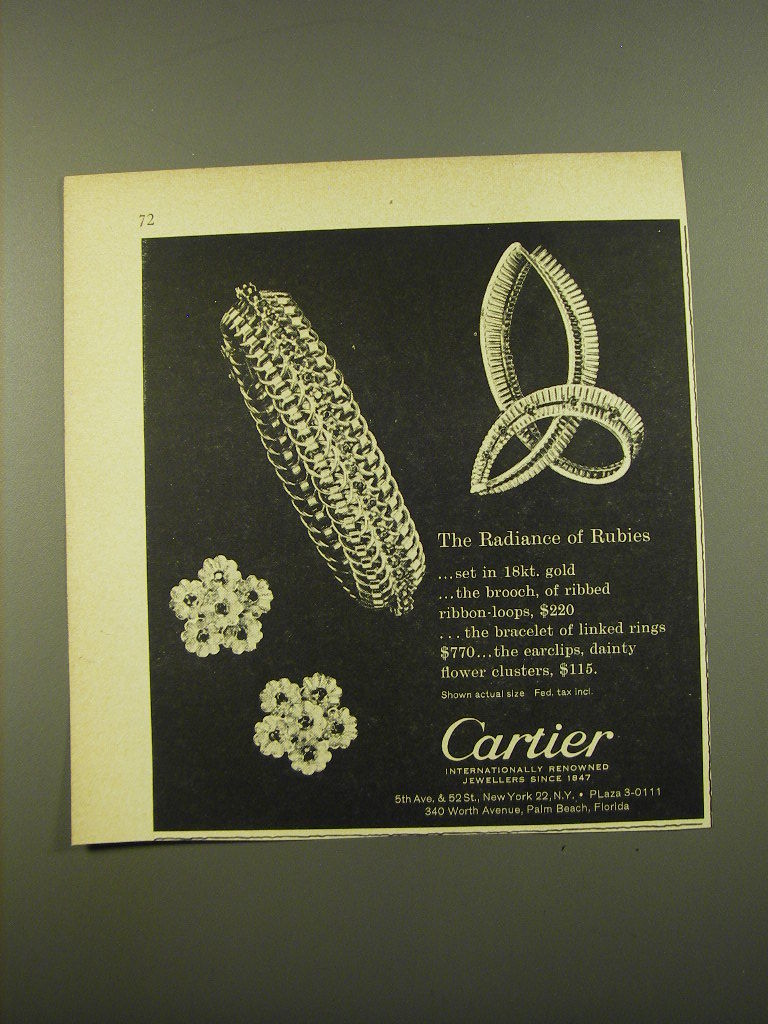 72
The Radiance of Rubies
...set in 18kt. gold
...the brooch, of ribbed
ribbon-loops, $220
... the bracelet of linked rings
$770...the earclips, dainty
flower clusters, $115.
Shown actual size Fed. tax incl.
Cartier
INTERNATIONALLY RENOWNED
JEWELLERS SINCE 1847
5th Ave. & 52 St., New York 22, N.Y. • PLaza 3-0111
340 Worth Avenue, Palm Beach, Florida